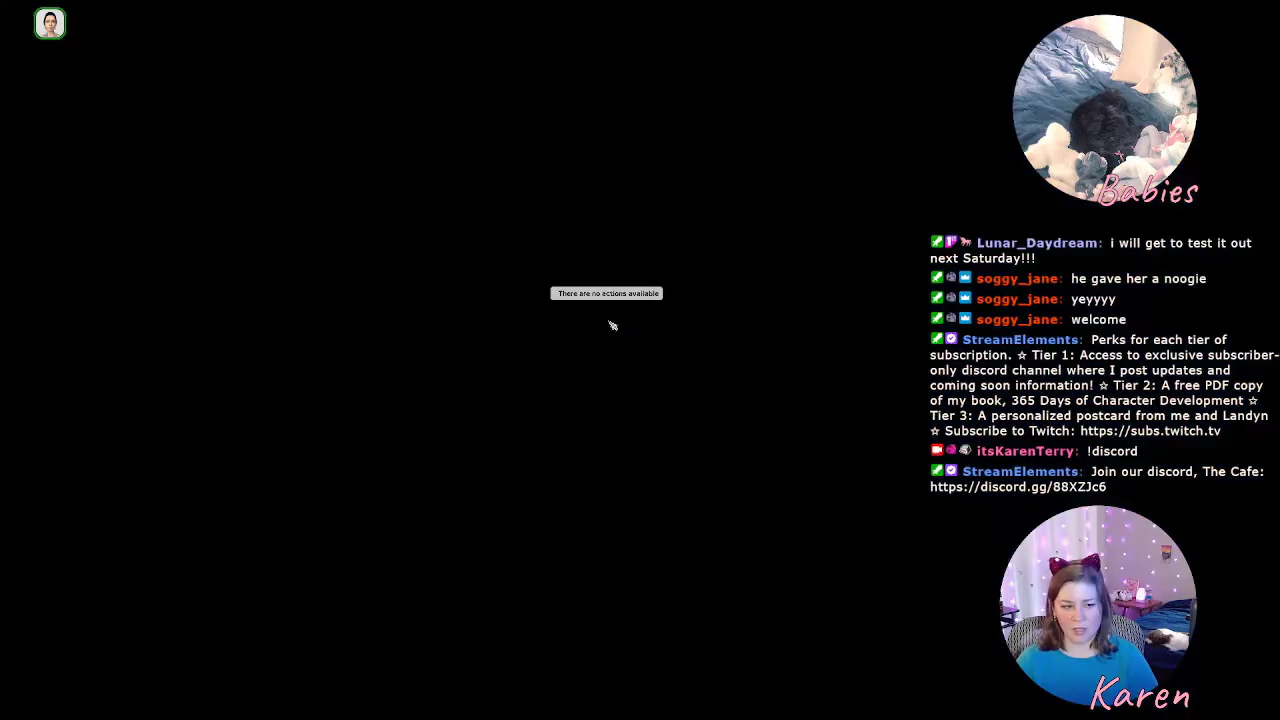 There are no actions available
Babies
Lunar_Daydream: i will get to test it out
next Saturday!!!
soggy_jane: he gave her a noogie
soggy_jane: yeyyyy
soggy_jane: welcome
StreamElements: Perks for each tier of
subscription. ☆ Tier 1: Access to exclusive subscriber-
only discord channel where I post updates and
coming soon information! ☆ Tier 2: A free PDF copy
of my book, 365 Days of Character Development ☆
Tier 3: A personalized postcard from me and Landyn
☆ Subscribe to Twitch: https://subs.twitch.tv
itsKarenTerry: !discord
StreamElements: Join our discord, The Cafe:
https://discord.gg/88XZJc6
Karen